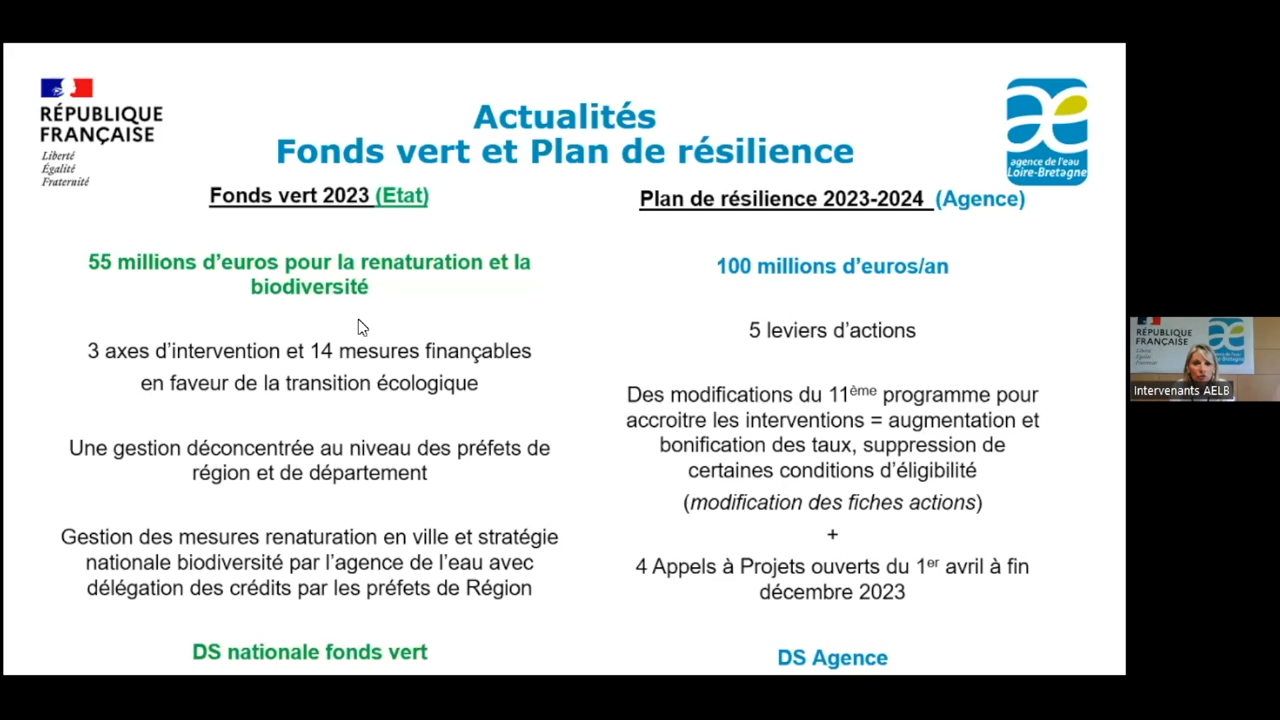 RÉPUBLIQUE
FRANÇAISE
Liberté
Égalité
Fraternité
Actualités
Fonds vert et Plan de résilience
agence de l'eau
Loire-Bretagne
Fonds vert 2023 (Etat)
55 millions d'euros pour la renaturation et la
biodiversité
3 axes d'intervention et 14 mesures finançables
en faveur de la transition écologique
Une gestion déconcentrée au niveau des préfets de
région et de département
Gestion des mesures renaturation en ville et stratégie
nationale biodiversité par l'agence de l'eau avec
délégation des crédits par les préfets de Région
DS nationale fonds vert
Plan de résilience 2023-2024 (Agence)
100 millions d'euros/an
5 leviers d'actions
Des modifications du 11ème programme pour
accroitre les interventions = augmentation et
bonification des taux, suppression de
certaines conditions d'éligibilité
(modification des fiches actions)
+
4 Appels à Projets ouverts du 1er avril à fin
décembre 2023
DS Agence
RÉPUBLIQUE
FRANÇAISE
Intervenants AELB